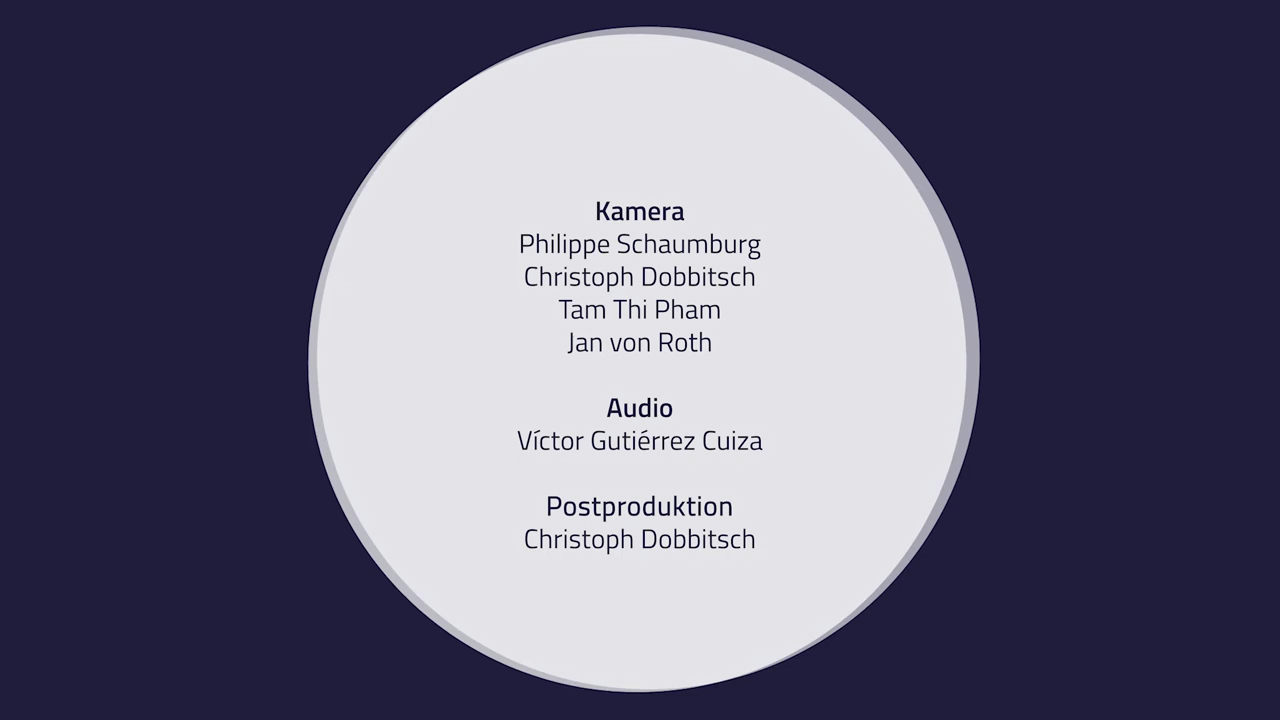 Kamera
Philippe Schaumburg
Christoph Dobbitsch
Tam Thi Pham
Jan von Roth
Audio
Víctor Gutiérrez Cuiza
Postproduktion
Christoph Dobbitsch